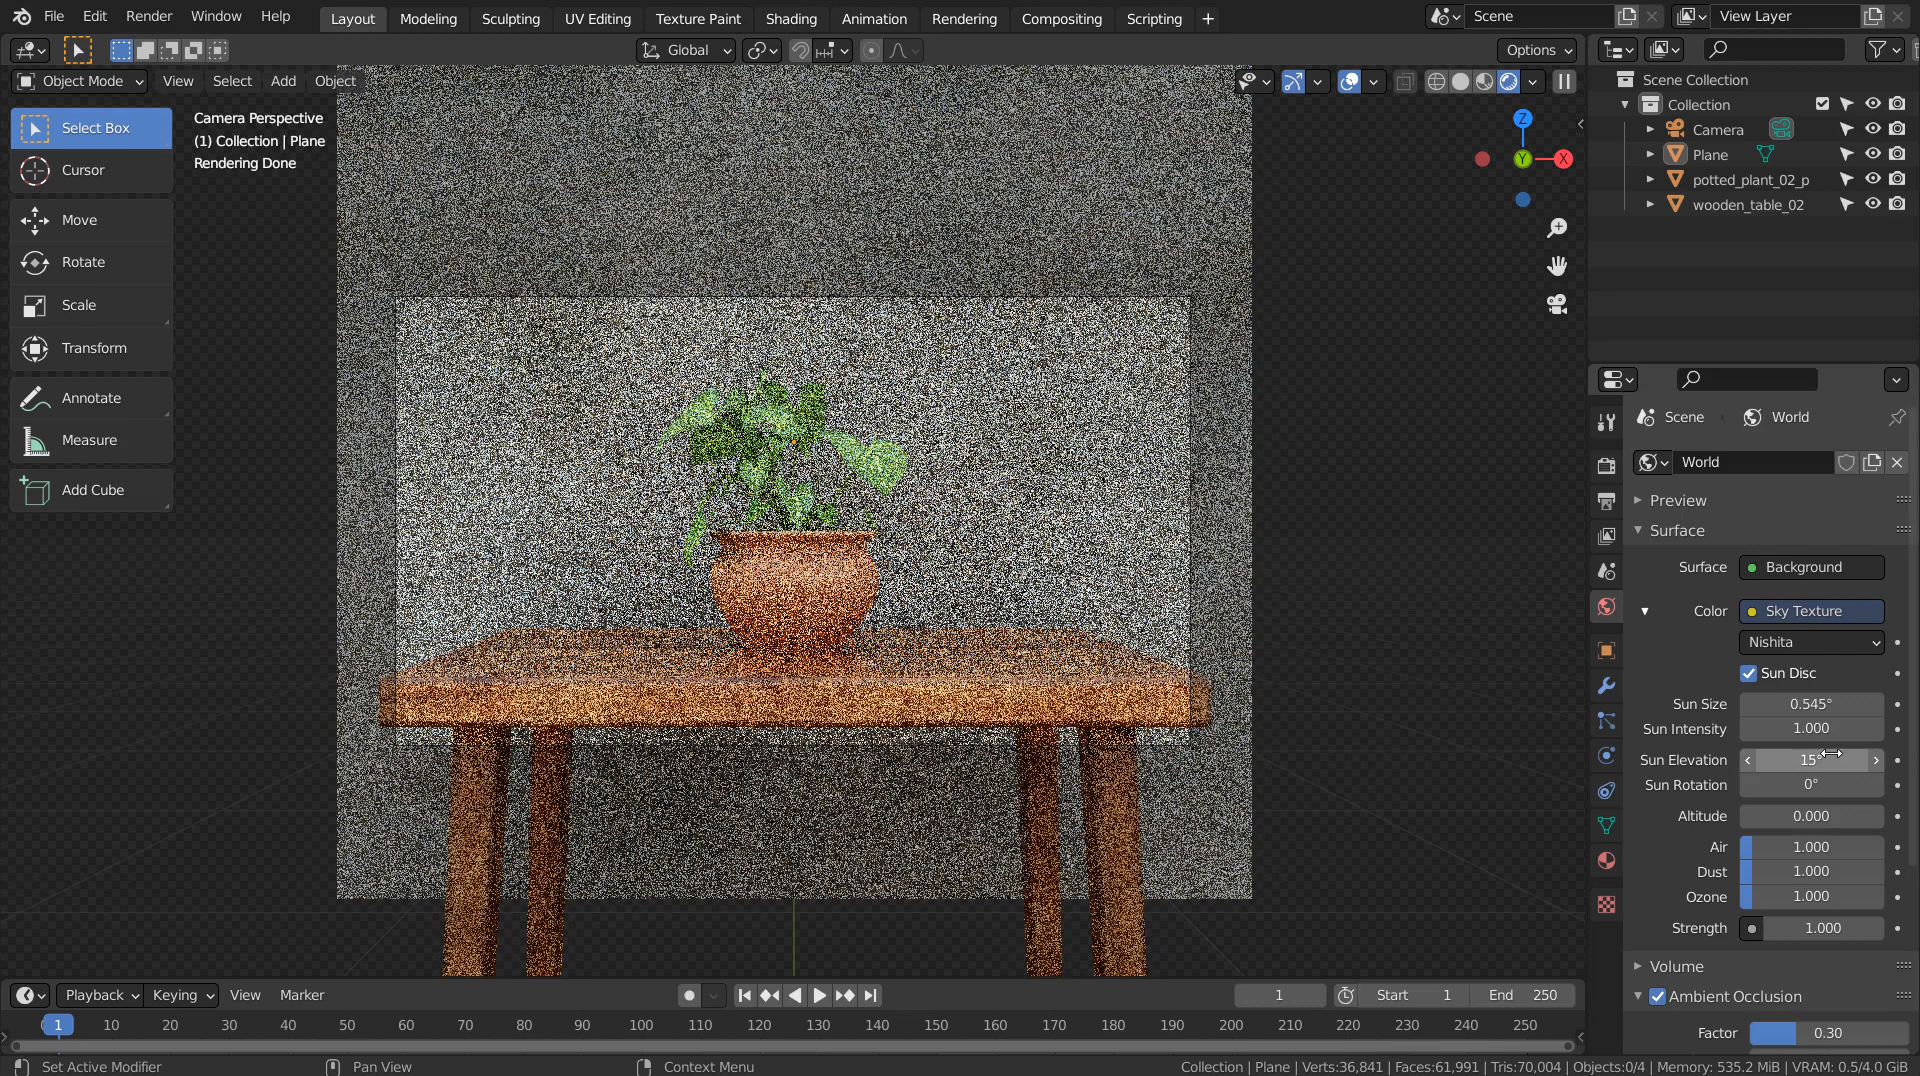 File Edit Render Window Help Layout Modeling Sculpting UV Editing Texture Paint Shading Animation Rendering Compositing Scripting + Scene View Layer
Global Options
Object Mode View Select Add Object
Select Box
Cursor
Move
Rotate
Scale
Transform
Annotate
Measure
Add Cube
Camera Perspective
(1) Collection | Plane
Rendering Done
Z
Y
X
Scene Collection
Collection
Camera
Plane
potted_plant_02_p
wooden_table_02
Scene World
World
Preview
Surface
Surface Background
Color Sky Texture
Nishita
Sun Disc
Sun Size 0.545°
Sun Intensity 1.000
Sun Elevation 15°
Sun Rotation 0°
Altitude 0.000
Air 1.000
Dust 1.000
Ozone 1.000
Strength 1.000
Volume
Ambient Occlusion
Factor 0.30
Playback Keying View Marker 1 Start 1 End 250
1 10 20 30 40 50 60 70 80 90 100 110 120 130 140 150 160 170 180 190 200 210 220 230 240 250
Set Active Modifier Pan View Context Menu Collection | Plane | Verts:36,841 | Faces:61,991 | Tris:70,004 | Objects:0/4 | Memory: 535.2 MiB | VRAM: 0.5/4.0 GiB